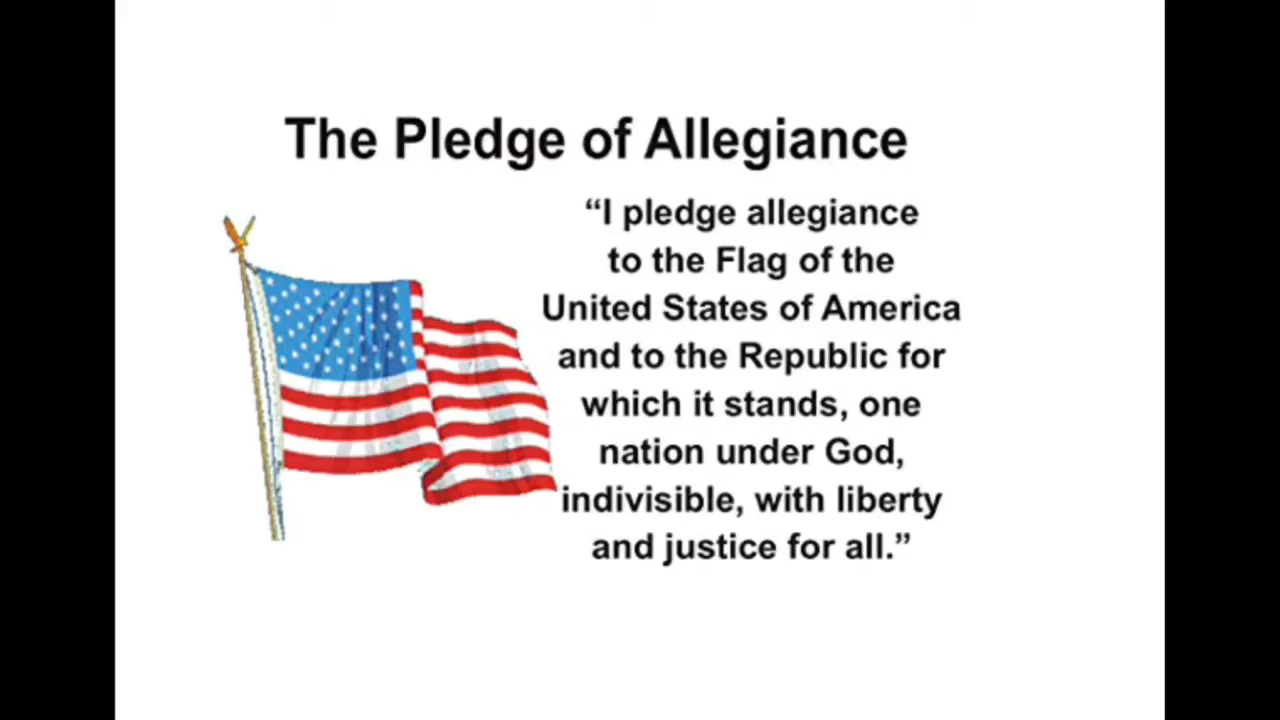 The Pledge of Allegiance
“I pledge allegiance
to the Flag of the
United States of America
and to the Republic for
which it stands, one
nation under God,
indivisible, with liberty
and justice for all.”